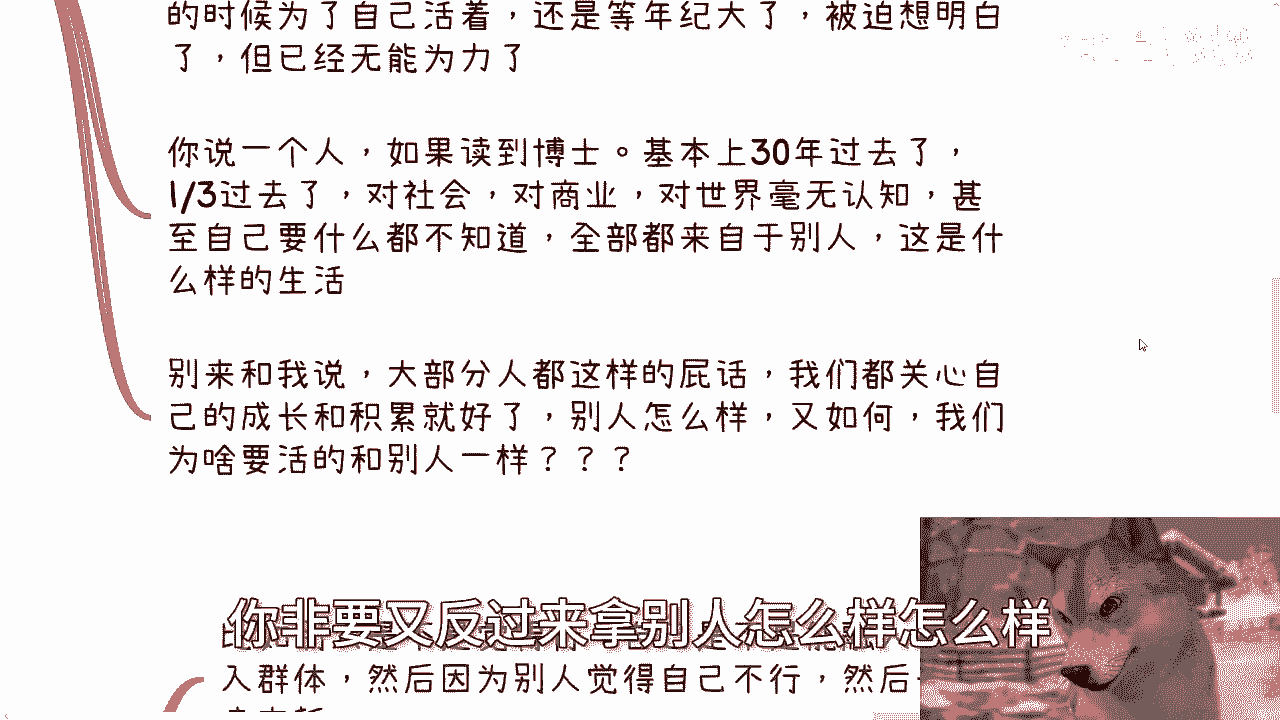 的时候为了自己活着，还是等年纪大了，被迫想明白
了，但已经无能为力了
你说一个人，如果读到博士。基本上30年过去了，
1/3过去了，对社会，对商业，对世界毫无认知，甚
至自己要什么都不知道，全部都来自于别人，这是什
么样的生活
别来和我说，大部分人都这样的屁话，我们都关心自
己的成长和积累就好了，别人怎么样，又如何，我们
为啥要活的和别人一样？？？
你非要又反过来拿别人怎么样怎么样
入群体，然后因为别人觉得自己不行，然后